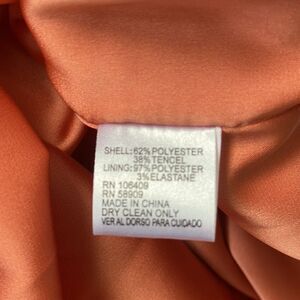 SHELL:62%POLYESTER
38%TENCEL
LINING:97%POLYESTER
3%ELASTANE
RN 106409
RN 58909
MADE IN CHINA
DRY CLEAN ONLY
VER AL DORSO PARA CUIDADO